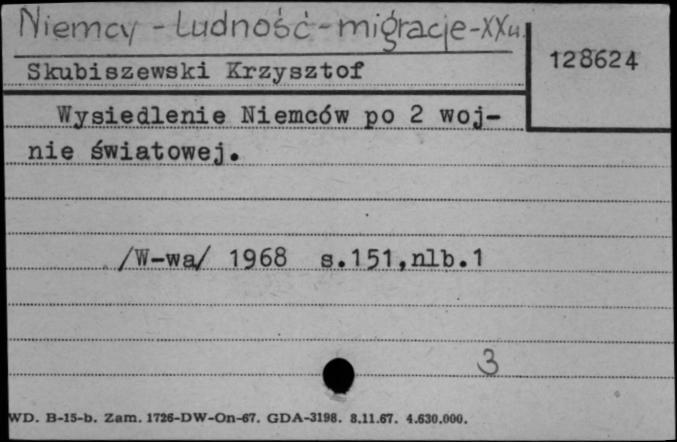 Niemcy - Ludność - migracje - XX w.
128624
Skubiszewski Krzysztof
Wysiedlenie Niemców po 2 woj-
nie światowej.
/W-wa/ 1968 s.151,nlb.1
3
WD. B-15-b. Zam. 1726-DW-On-67. GDA-3198. 8.11.67. 4.630.000.